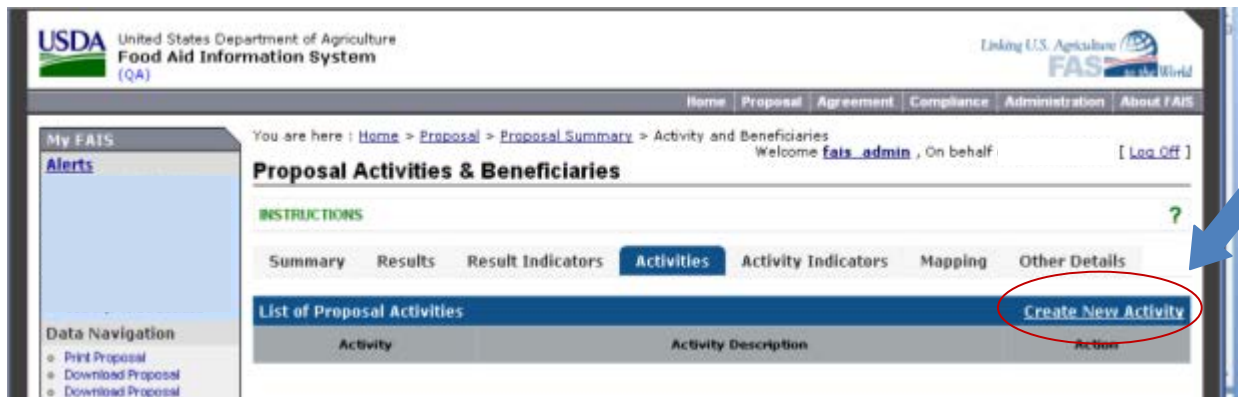 USDA United States Department of Agriculture
Food Aid Information System
(QA)
Linking U.S. Agriculture
FAS to the World
Home Proposal Agreement Compliance Administration About FAIS
My FAIS
Alerts
You are here : Home > Proposal > Proposal Summary > Activity and Beneficiaries
Welcome fais_admin , On behalf [ Log Off ]
Proposal Activities & Beneficiaries
INSTRUCTIONS ?
Summary Results Result Indicators Activities Activity Indicators Mapping Other Details
List of Proposal Activities Create New Activity
Activity Activity Description Action
Data Navigation
Print Proposal
Download Proposal
Download Proposal